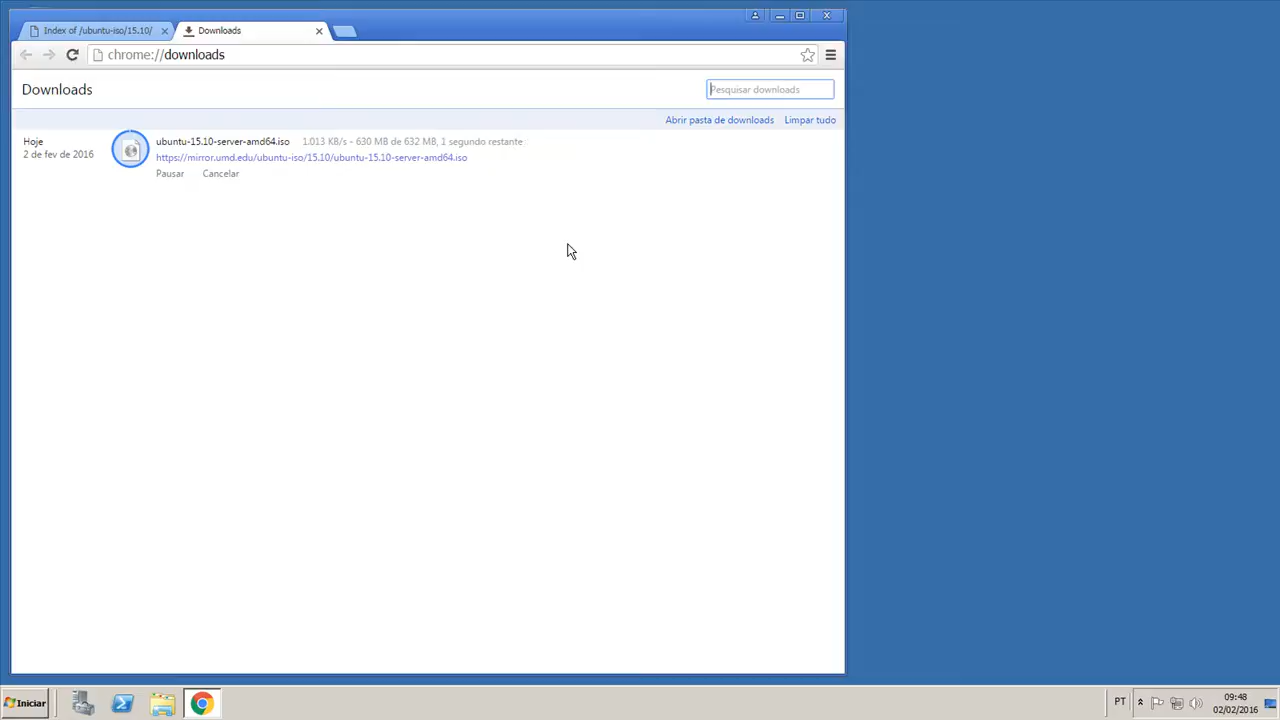 Index of /ubuntu-iso/15.10/
Downloads
chrome://downloads
Downloads
Pesquisar downloads
Abrir pasta de downloads
Limpar tudo
Hoje
2 de fev de 2016
ubuntu-15.10-server-amd64.iso 1.013 KB/s - 630 MB de 632 MB, 1 segundo restante
https://mirror.umd.edu/ubuntu-iso/15.10/ubuntu-15.10-server-amd64.iso
Pausar Cancelar
Iniciar
PT
09:48
02/02/2016